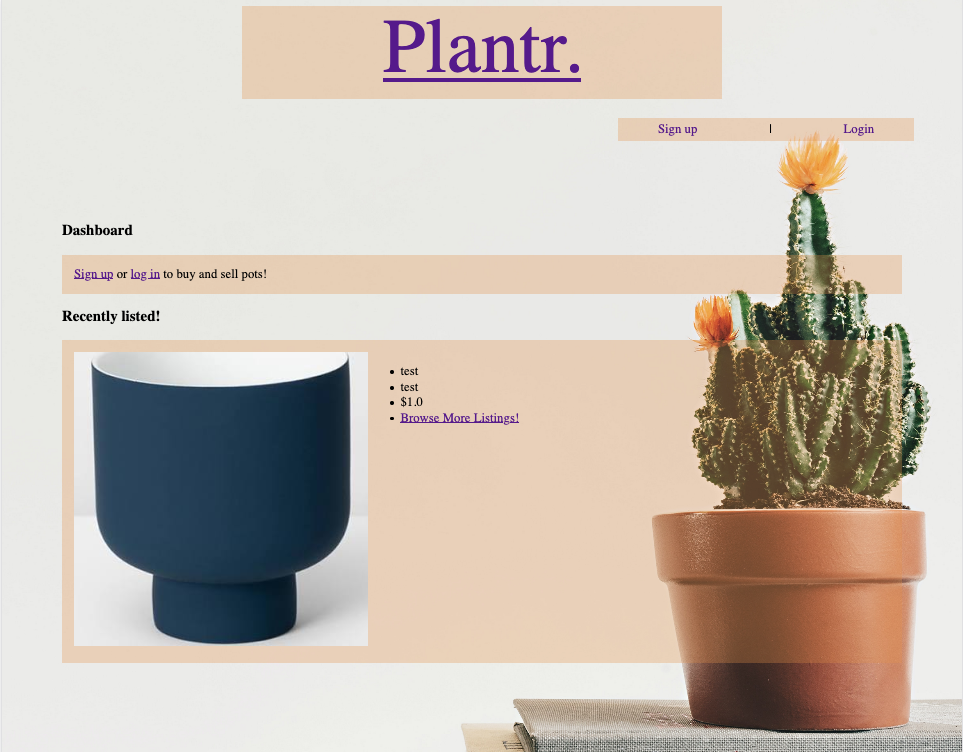 Plantr.
Sign up | Login
Dashboard
Sign up or log in to buy and sell pots!
Recently listed!
test
test
$1.0
Browse More Listings!